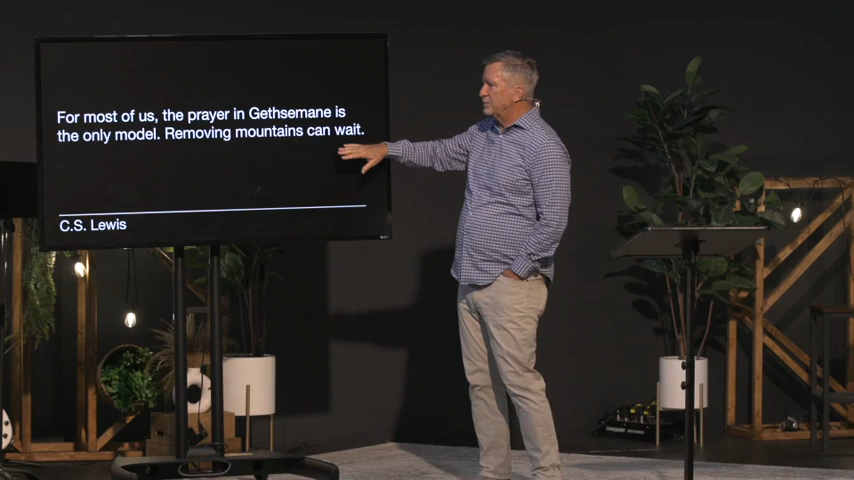 For most of us, the prayer in Gethsemane is
the only model. Removing mountains can wait.
C.S. Lewis